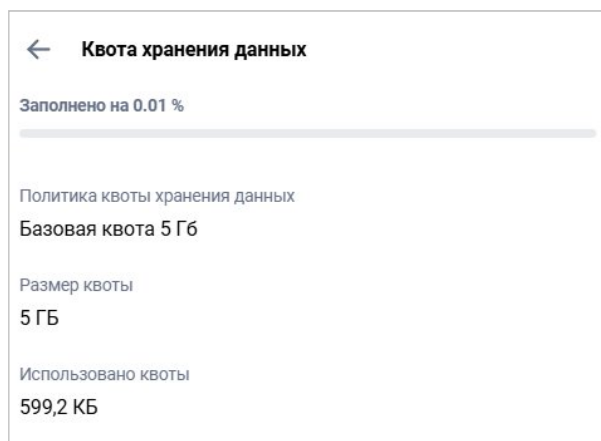 Квота хранения данных
Заполнено на 0.01 %
Политика квоты хранения данных
Базовая квота 5 Гб
Размер квоты
5 ГБ
Использовано квоты
599,2 КБ